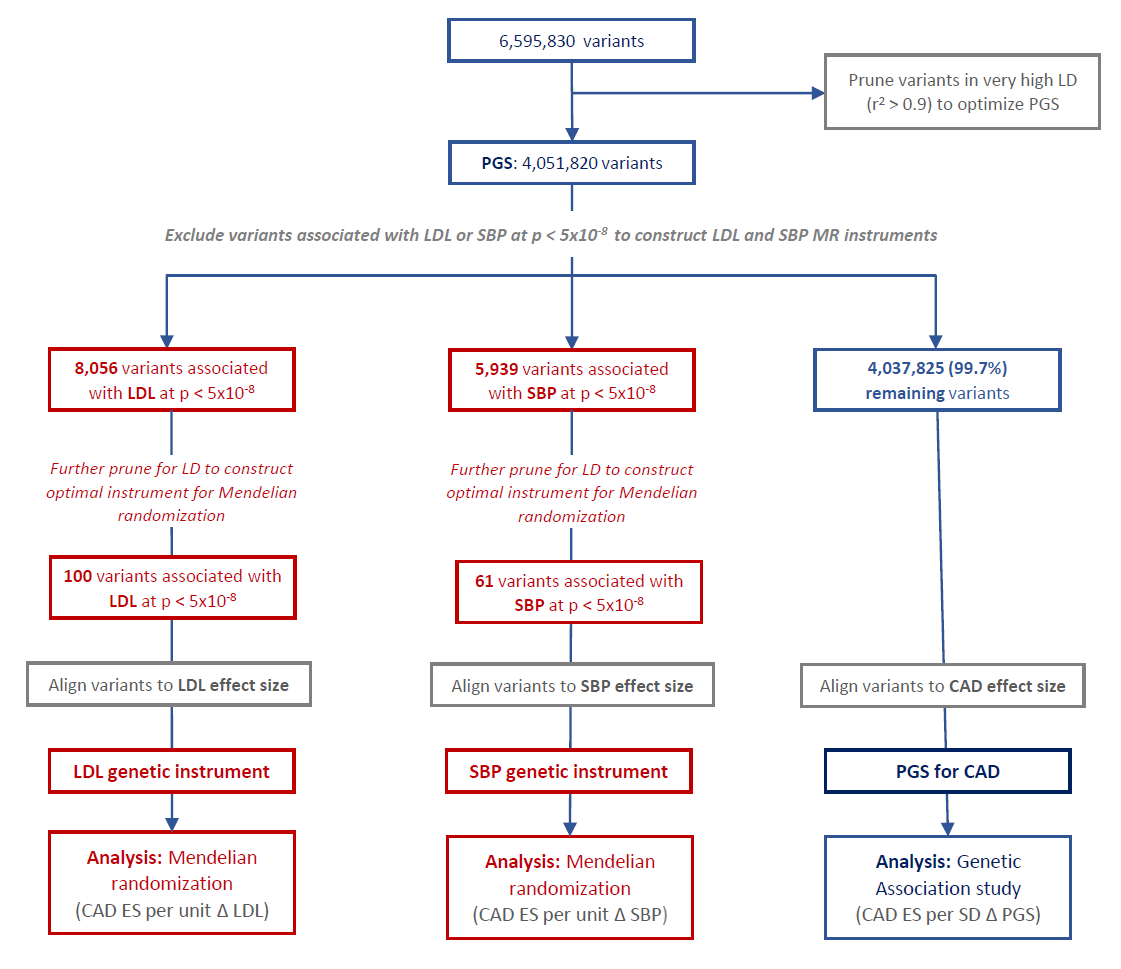 6,595,830 variants
Prune variants in very high LD
(r² > 0.9) to optimize PGS
PGS: 4,051,820 variants
Exclude variants associated with LDL or SBP at p < 5x10⁻⁸ to construct LDL and SBP MR instruments
8,056 variants associated
with LDL at p < 5x10⁻⁸
5,939 variants associated
with SBP at p < 5x10⁻⁸
4,037,825 (99.7%)
remaining variants
Further prune for LD to construct
optimal instrument for Mendelian
randomization
Further prune for LD to construct
optimal instrument for Mendelian
randomization
100 variants associated with
LDL at p < 5x10⁻⁸
61 variants associated with
SBP at p < 5x10⁻⁸
Align variants to LDL effect size
Align variants to SBP effect size
Align variants to CAD effect size
LDL genetic instrument
SBP genetic instrument
PGS for CAD
Analysis: Mendelian
randomization
(CAD ES per unit Δ LDL)
Analysis: Mendelian
randomization
(CAD ES per unit Δ SBP)
Analysis: Genetic
Association study
(CAD ES per SD Δ PGS)